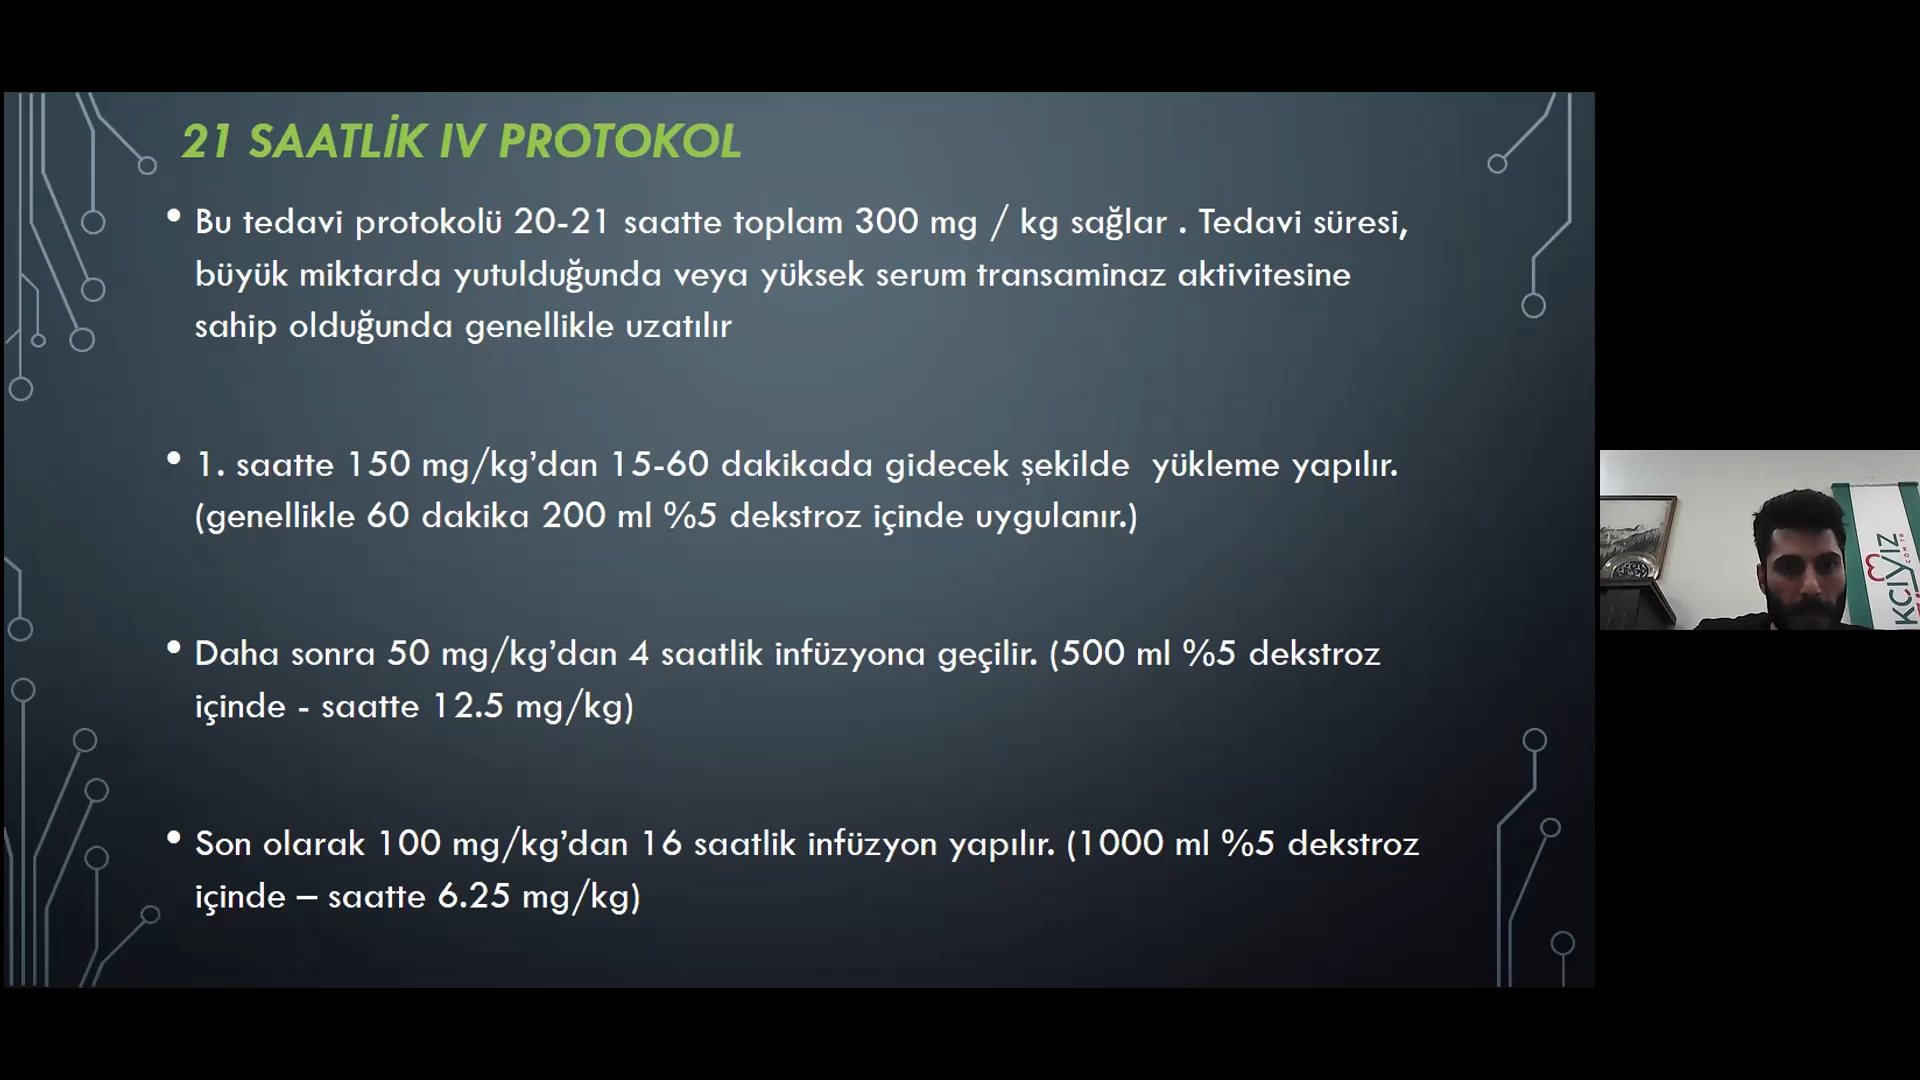 21 SAATLİK IV PROTOKOL
• Bu tedavi protokolü 20-21 saatte toplam 300 mg / kg sağlar . Tedavi süresi,
büyük miktarda yutulduğunda veya yüksek serum transaminaz aktivitesine
sahip olduğunda genellikle uzatılır
• 1. saatte 150 mg/kg’dan 15-60 dakikada gidecek şekilde  yükleme yapılır.
(genellikle 60 dakika 200 ml %5 dekstroz içinde uygulanır.)
• Daha sonra 50 mg/kg’dan 4 saatlik infüzyona geçilir. (500 ml %5 dekstroz
içinde - saatte 12.5 mg/kg)
• Son olarak 100 mg/kg’dan 16 saatlik infüzyon yapılır. (1000 ml %5 dekstroz
içinde – saatte 6.25 mg/kg)
KCIYIZ